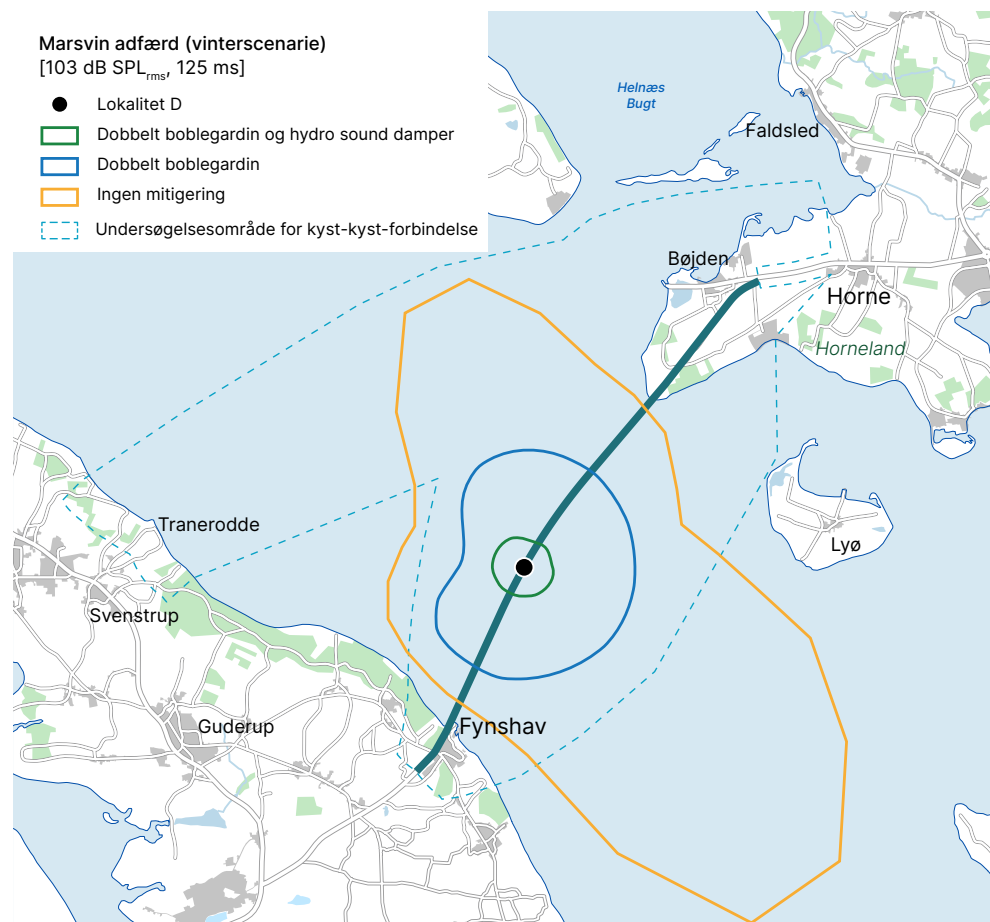 Marsvin adfærd (vinterscenarie)
[103 dB SPLrms, 125 ms]
Lokalitet D
Dobbelt boblegardin og hydro sound damper
Dobbelt boblegardin
Ingen mitigering
Undersøgelsesområde for kyst-kyst-forbindelse
Helnæs
Bugt
Faldsled
Bøjden
Horne
Horneland
Tranerodde
Lyø
Svenstrup
Guderup
Fynshav